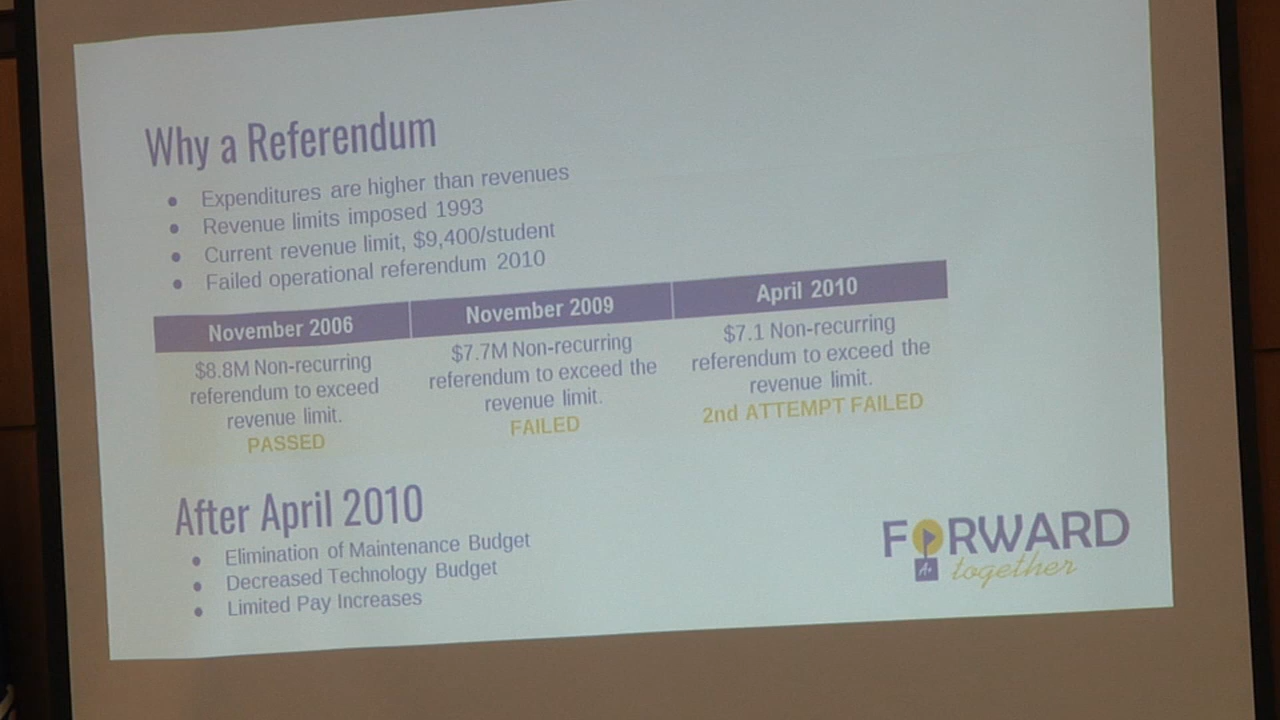 Why a Referendum
● Expenditures are higher than revenues
● Revenue limits imposed 1993
● Current revenue limit, $9,400/student
● Failed operational referendum 2010
November 2006
$8.8M Non-recurring
referendum to exceed
revenue limit.
PASSED
November 2009
$7.7M Non-recurring
referendum to exceed the
revenue limit.
FAILED
April 2010
$7.1 Non-recurring
referendum to exceed the
revenue limit.
2nd ATTEMPT FAILED
After April 2010
● Elimination of Maintenance Budget
● Decreased Technology Budget
● Limited Pay Increases
FORWARD
A+
together